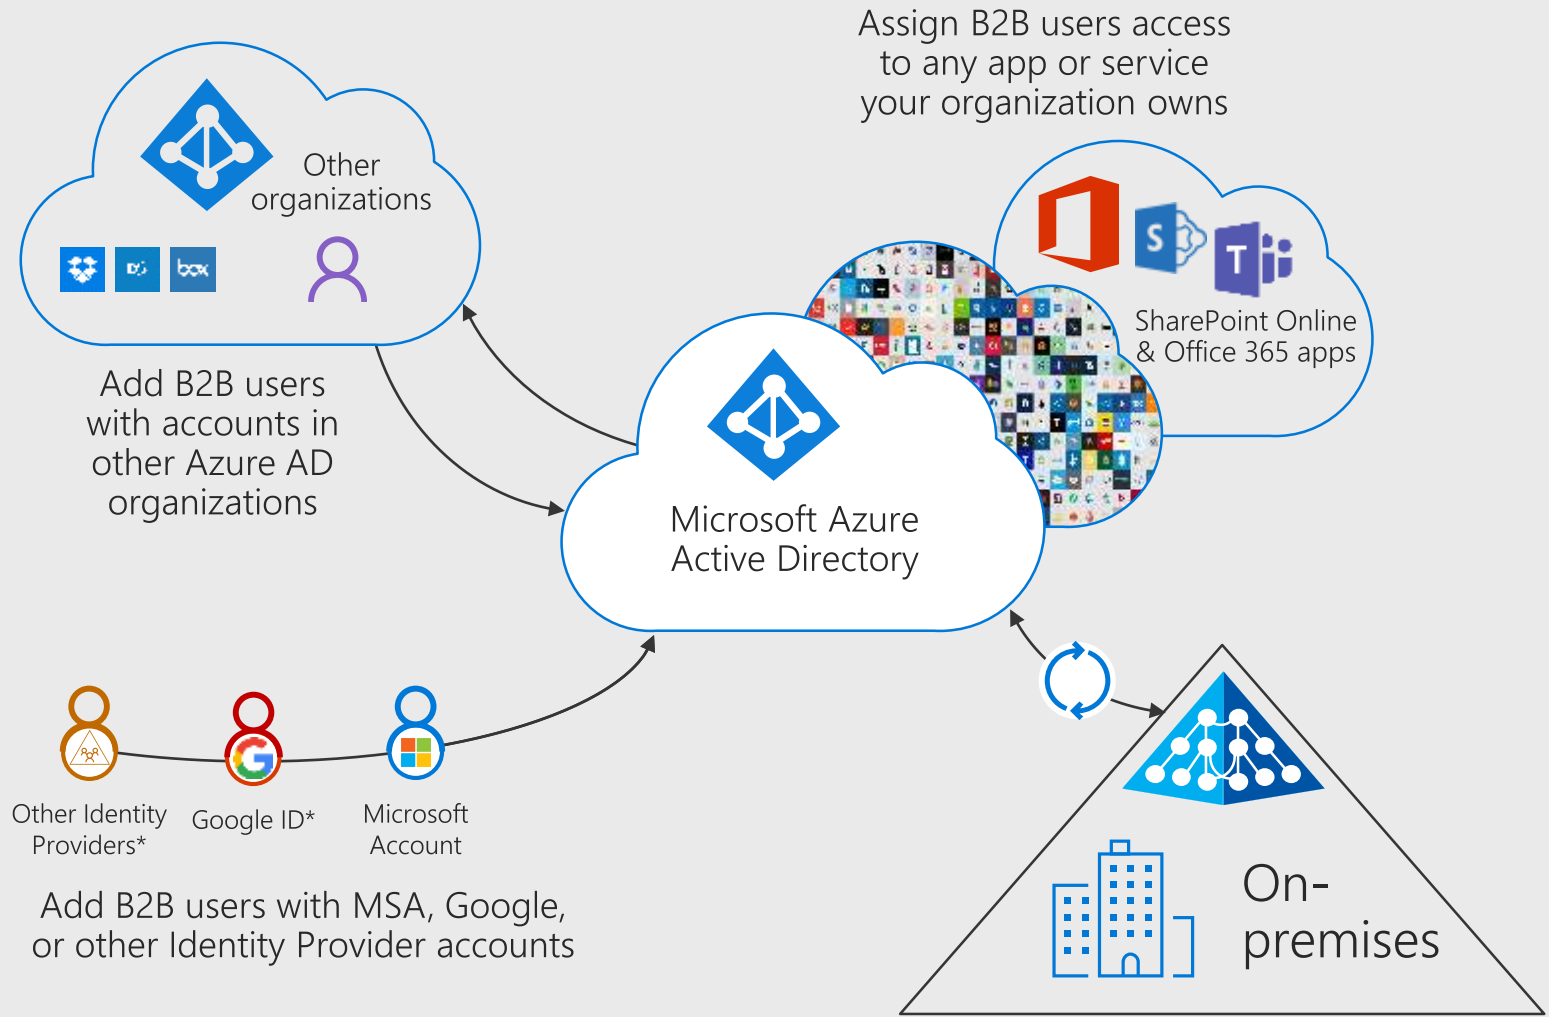 Assign B2B users access
to any app or service
your organization owns
Other
organizations
box
S
T
SharePoint Online
& Office 365 apps
Add B2B users
with accounts in
other Azure AD
organizations
Microsoft Azure
Active Directory
G
Other Identity
Providers*
Google ID*
Microsoft
Account
Add B2B users with MSA, Google,
or other Identity Provider accounts
On-
premises